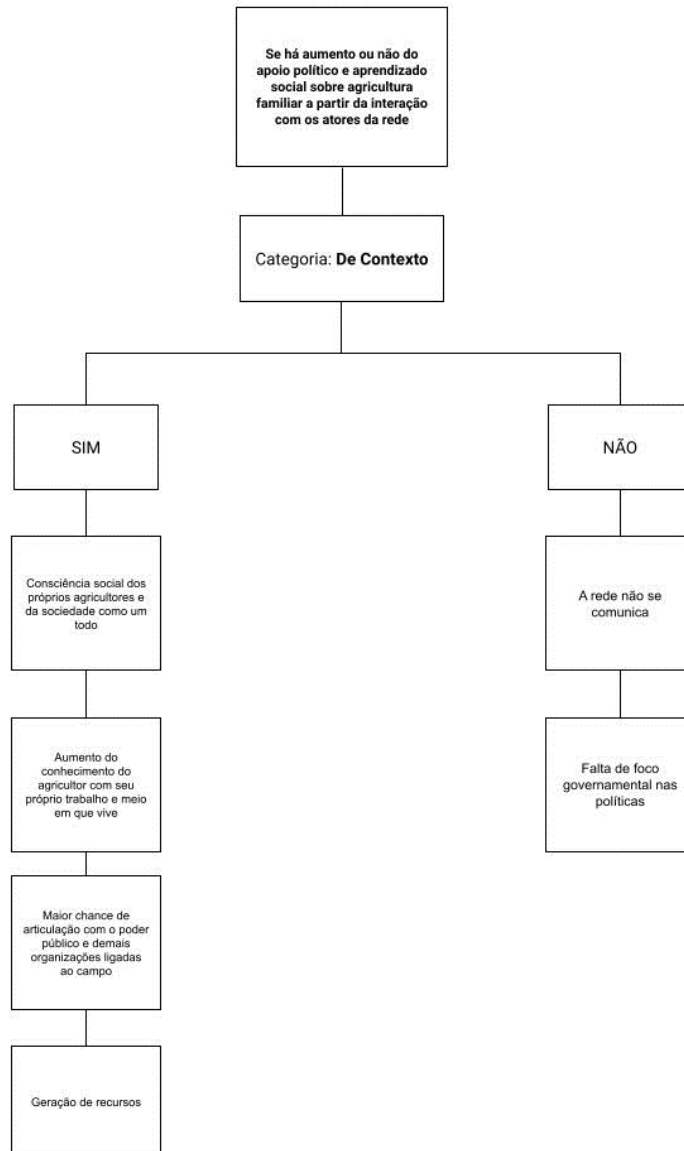 Se há aumento ou não do
apoio político e aprendizado
social sobre agricultura
familiar a partir da interação
com os atores da rede
Categoria: De Contexto
SIM
NÃO
Consciência social dos
próprios agricultores e
da sociedade como um
todo
A rede não se
comunica
Aumento do
conhecimento do
agricultor com seu
próprio trabalho e meio
em que vive
Falta de foco
governamental nas
políticas
Maior chance de
articulação com o poder
público e demais
organizações ligadas
ao campo
Geração de recursos